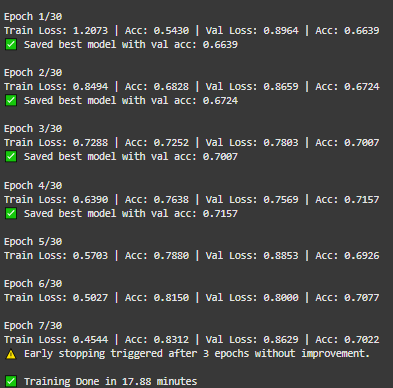 Epoch 1/30
Train Loss: 1.2073 | Acc: 0.5430 | Val Loss: 0.8964 | Acc: 0.6639
✅ Saved best model with val acc: 0.6639
Epoch 2/30
Train Loss: 0.8494 | Acc: 0.6828 | Val Loss: 0.8659 | Acc: 0.6724
✅ Saved best model with val acc: 0.6724
Epoch 3/30
Train Loss: 0.7288 | Acc: 0.7252 | Val Loss: 0.7803 | Acc: 0.7007
✅ Saved best model with val acc: 0.7007
Epoch 4/30
Train Loss: 0.6390 | Acc: 0.7638 | Val Loss: 0.7569 | Acc: 0.7157
✅ Saved best model with val acc: 0.7157
Epoch 5/30
Train Loss: 0.5703 | Acc: 0.7880 | Val Loss: 0.8853 | Acc: 0.6926
Epoch 6/30
Train Loss: 0.5027 | Acc: 0.8150 | Val Loss: 0.8000 | Acc: 0.7077
Epoch 7/30
Train Loss: 0.4544 | Acc: 0.8312 | Val Loss: 0.8629 | Acc: 0.7022
⚠️ Early stopping triggered after 3 epochs without improvement.
✅ Training Done in 17.88 minutes